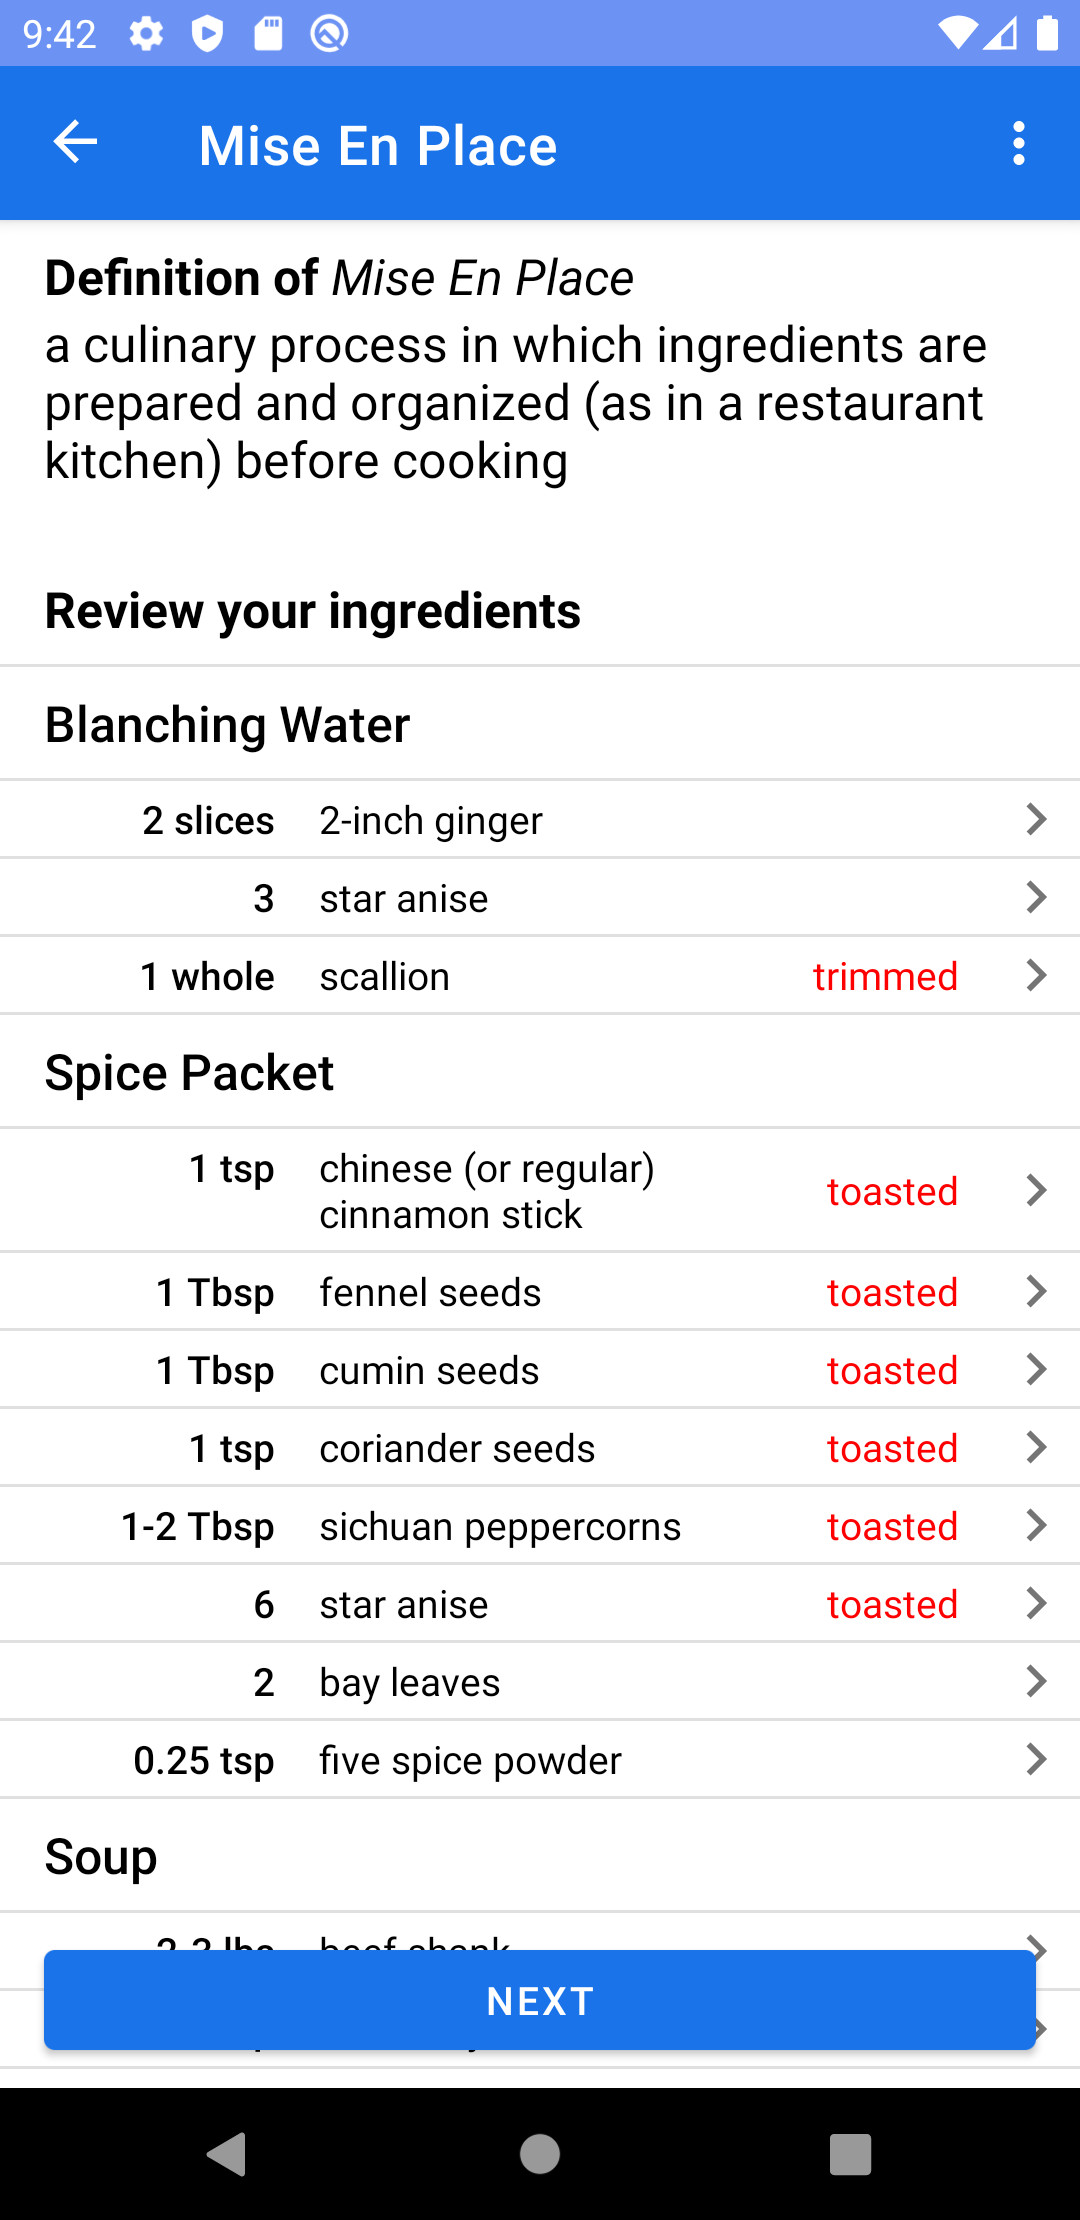 9:42
Mise En Place
Definition of Mise En Place
a culinary process in which ingredients are
prepared and organized (as in a restaurant
kitchen) before cooking
Review your ingredients
Blanching Water
2 slices 2-inch ginger
3 star anise
1 whole scallion trimmed
Spice Packet
1 tsp chinese (or regular)
cinnamon stick toasted
1 Tbsp fennel seeds toasted
1 Tbsp cumin seeds toasted
1 tsp coriander seeds toasted
1-2 Tbsp sichuan peppercorns toasted
6 star anise toasted
2 bay leaves
0.25 tsp five spice powder
Soup
beef shank
NEXT